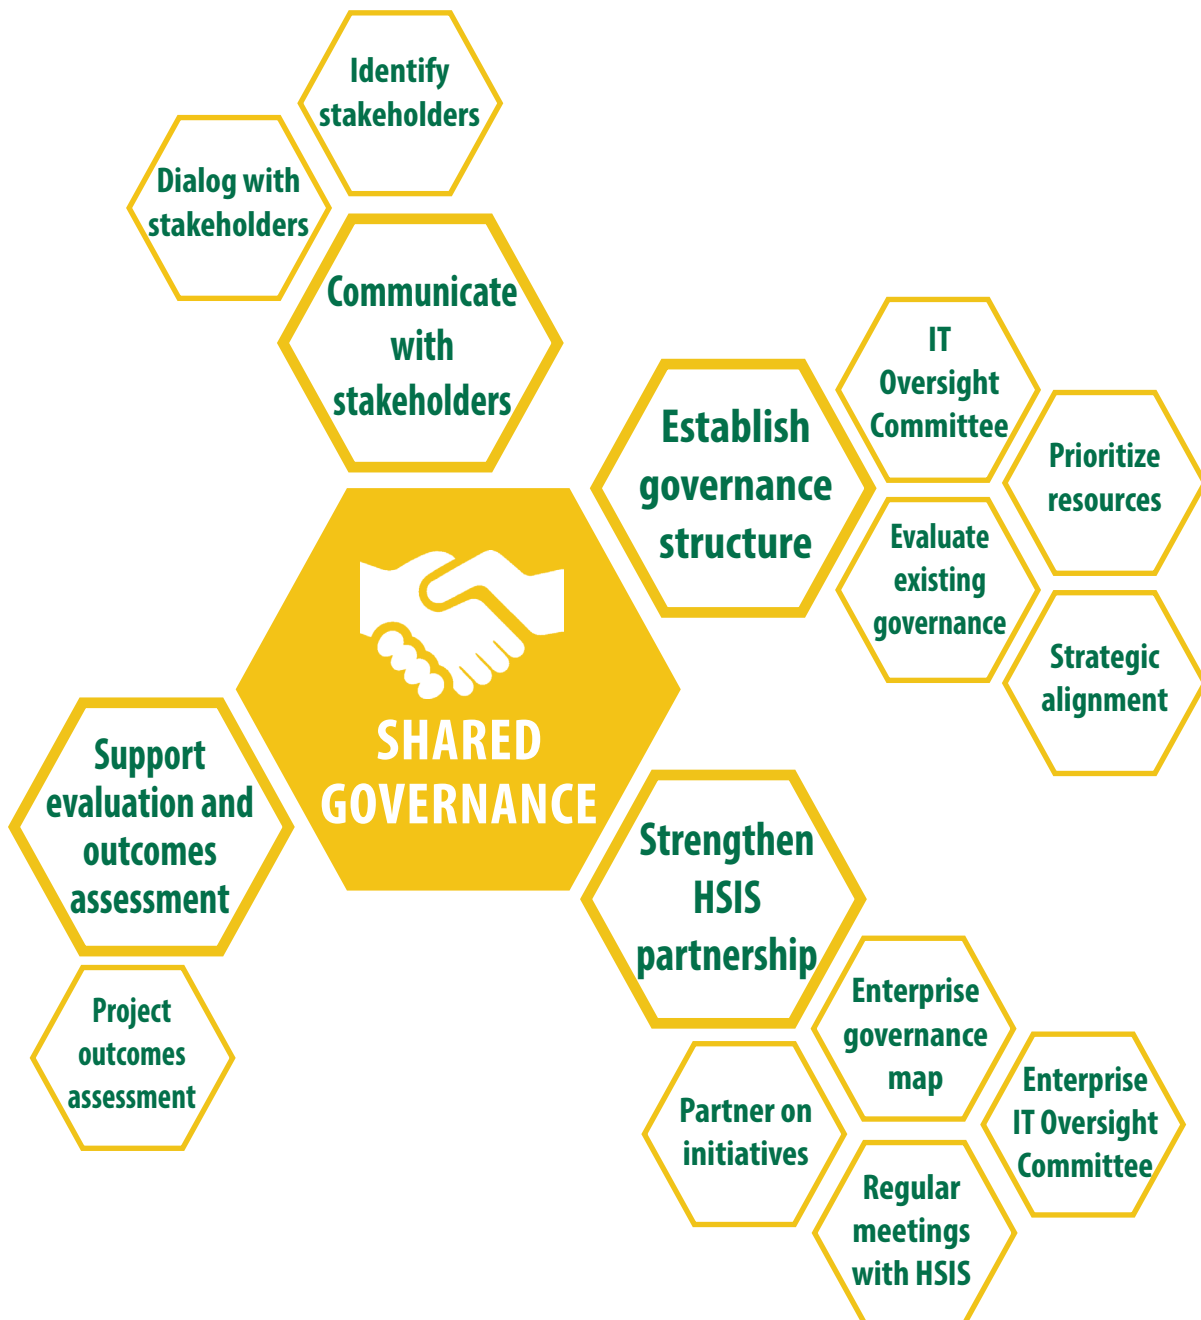 Identify
stakeholders
Dialog with
stakeholders
Communicate
with
stakeholders
Establish
governance
structure
IT
Oversight
Committee
Prioritize
resources
Evaluate
existing
governance
Strategic
alignment
SHARED
GOVERNANCE
Support
evaluation and
outcomes
assessment
Project
outcomes
assessment
Strengthen
HSIS
partnership
Enterprise
governance
map
Enterprise
IT Oversight
Committee
Partner on
initiatives
Regular
meetings
with HSIS